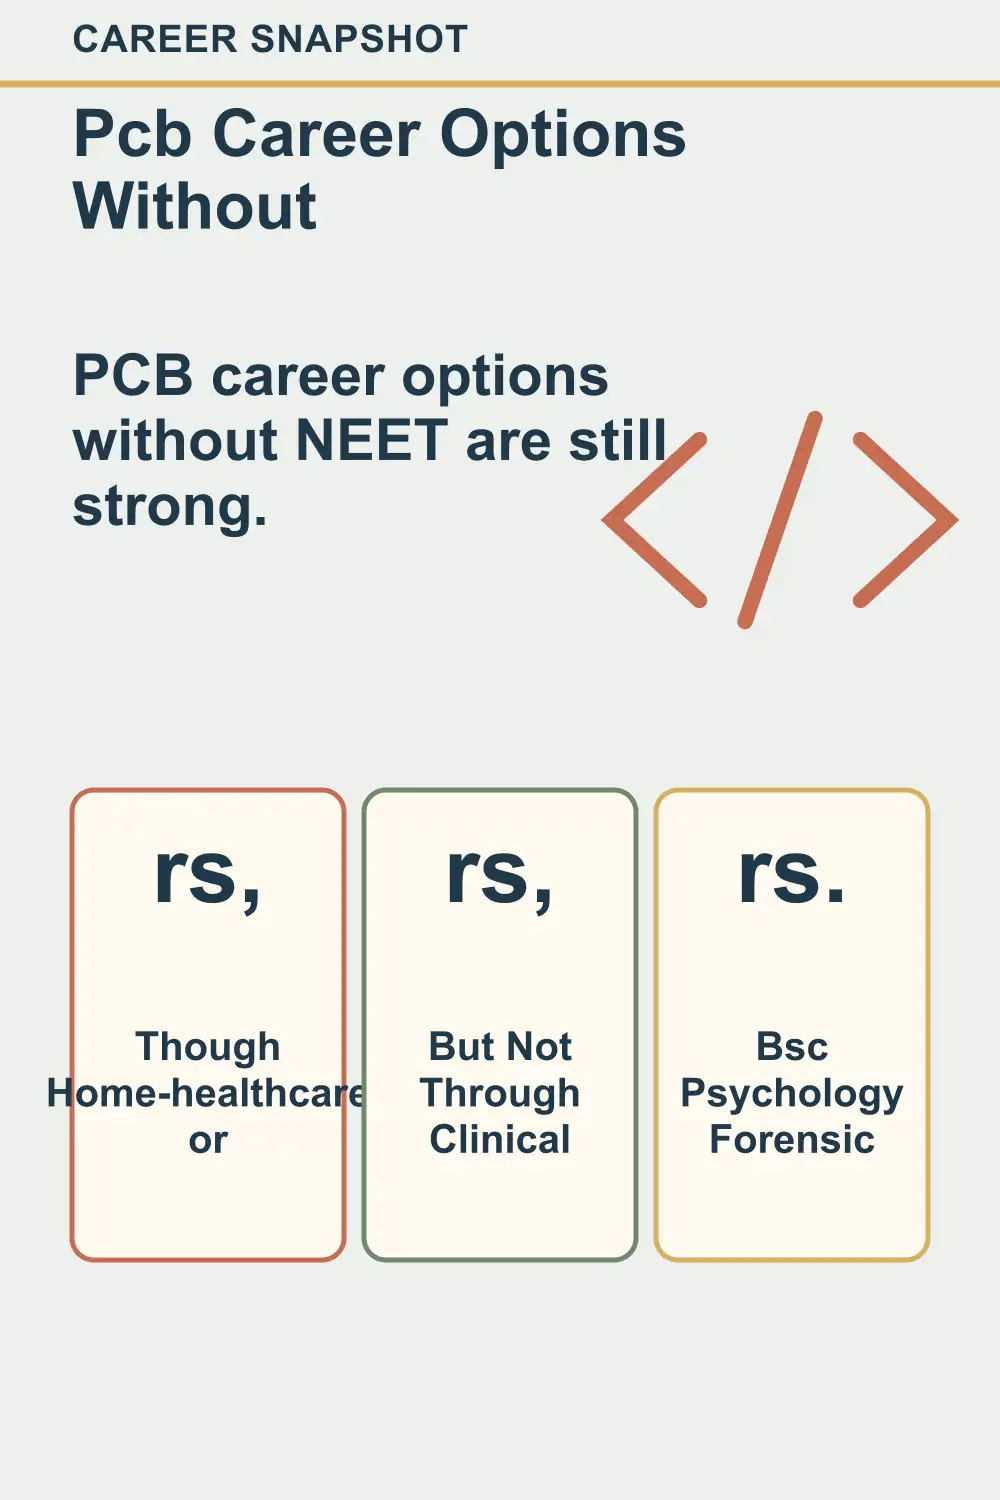 CAREER SNAPSHOT
Pcb Career Options
Without
PCB career options
without NEET are still
strong.
rs,
Though
Home-healthcare
or
rs,
But Not
Through
Clinical
rs.
Bsc
Psychology
Forensic